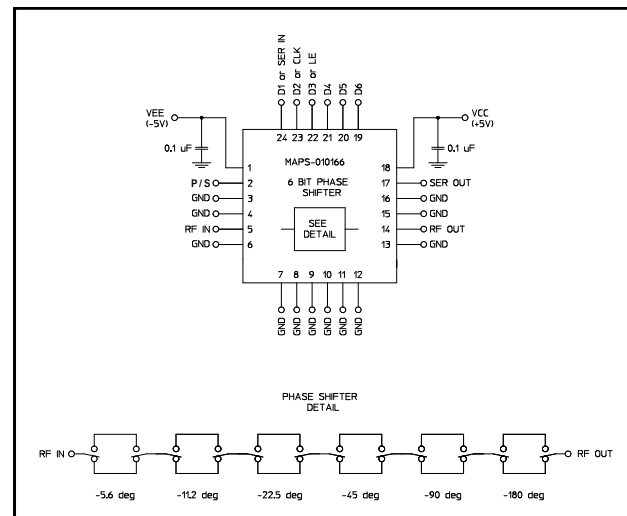 D1 or SER IN
D2 or CLK
D3 or LE
D4
D5
D6
VEE
(-5V)
VCC
(+5V)
24 23 22 21 20 19
0.1 uF
0.1 uF
MAPS-010166
6 BIT PHASE
SHIFTER
SEE
DETAIL
1
P/S 2
GND 3
GND 4
RF IN 5
GND 6
18
17 SER OUT
16 GND
15 GND
14 RF OUT
13 GND
7 8 9 10 11 12
GND GND GND GND GND GND
PHASE SHIFTER
DETAIL
RF IN
RF OUT
-5.6 deg -11.2 deg -22.5 deg -45 deg -90 deg -180 deg